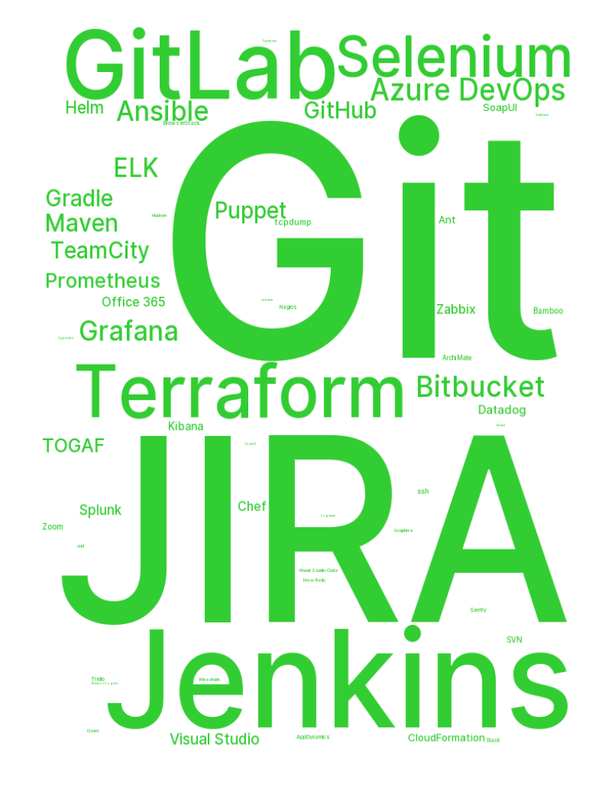 GitLab
Selenium
Azure DevOps
Helm
Ansible
GitHub
SoapUI
BrowserStack
Git
ELK
Gradle
Puppet
Maven
tcpdump
Ant
TeamCity
Prometheus
Office 365
Nagios
Zabbix
Bamboo
Grafana
ArchiMate
Terraform
Bitbucket
Datadog
Kibana
JIRA
TOGAF
ssh
Chef
Splunk
Zoom
Graphite
Visual Studio Code
Sentry
Jenkins
SVN
Trello
Wireshark
Visual Studio
AppDynamics
CloudFormation
Slack